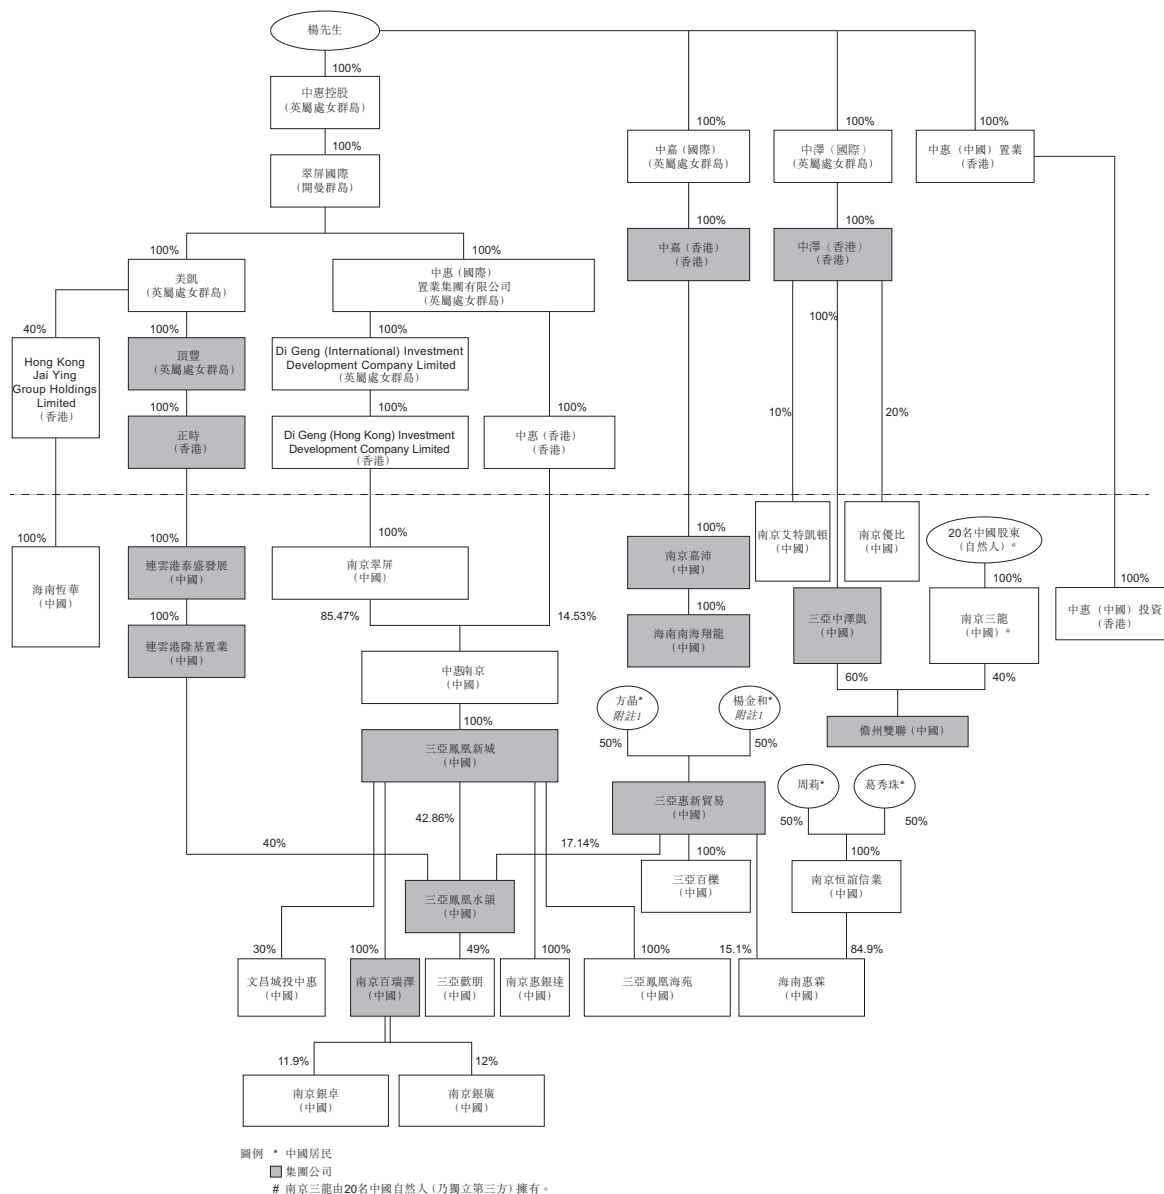 楊先生
100%
中惠控股
(英屬處女群島)
100%
100%
100%
100%
中嘉(國際)
(英屬處女群島)
中澤(國際)
(英屬處女群島)
中惠(中國)置業
(香港)
100%
翠屏國際
(開曼群島)
100%
100%
中嘉(香港)
(香港)
中澤(香港)
(香港)
100%
100%
美凱
(英屬處女群島)
中惠(國際)
置業集團有限公司
(英屬處女群島)
40%
100%
100%
100%
Hong Kong
Jai Ying
Group Holdings
Limited
(香港)
頂豐
(英屬處女群島)
Di Geng (International) Investment
Development Company Limited
(英屬處女群島)
100%
100%
100%
10%
20%
正時
(香港)
Di Geng (Hong Kong) Investment
Development Company Limited
(香港)
中惠(香港)
(香港)
100%
100%
100%
100%
南京艾特凱頓
(中國)
南京優比
(中國)
20名中國股東
(自然人)#
海南恆華
(中國)
連雲港泰盛發展
(中國)
南京翠屏
(中國)
南京嘉沛
(中國)
100%
100%
85.47%
14.53%
100%
100%
連雲港隆基置業
(中國)
海南南海翔龍
(中國)
三亞中澤凱
(中國)
南京三龍
(中國)#
中惠(中國)投資
(香港)
中惠南京
(中國)
60%
40%
方晶*
附註1
楊金和*
附註1
儋州雙聯(中國)
100%
50%
50%
三亞鳳凰新城
(中國)
三亞惠新貿易
(中國)
周莉*
葛秀珠*
42.86%
50%
50%
40%
17.14%
100%
100%
三亞鳳凰水韻
(中國)
三亞百櫟
(中國)
南京恒誼信業
(中國)
30%
100%
49%
100%
100%
15.1%
84.9%
文昌城投中惠
(中國)
南京百瑞澤
(中國)
三亞歡朋
(中國)
南京惠銀達
(中國)
三亞鳳凰海苑
(中國)
海南惠霖
(中國)
11.9%
12%
南京銀卓
(中國)
南京銀廣
(中國)
圖例 * 中國居民
集團公司
# 南京三龍由20名中國自然人(乃獨立第三方)擁有。